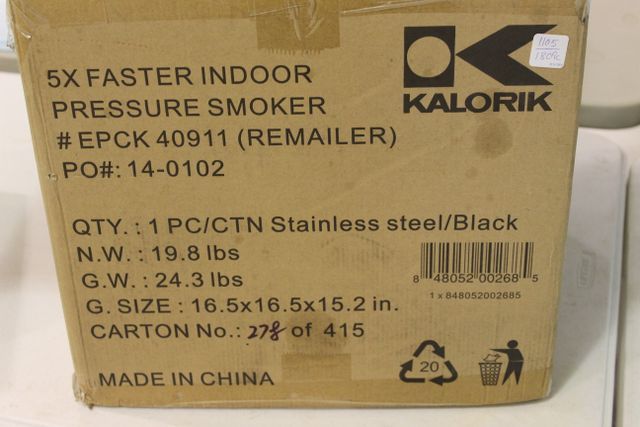 5X FASTER INDOOR
PRESSURE SMOKER
# EPCK 40911 (REMAILER)
PO#: 14-0102
KALORIK
1105
QTY. : 1 PC/CTN Stainless steel/Black
N.W. : 19.8 lbs
G.W. : 24.3 lbs
G. SIZE : 16.5x16.5x15.2 in.
CARTON No.: 278 of 415
8 48052 00268 5
1 x 848052002685
20
MADE IN CHINA